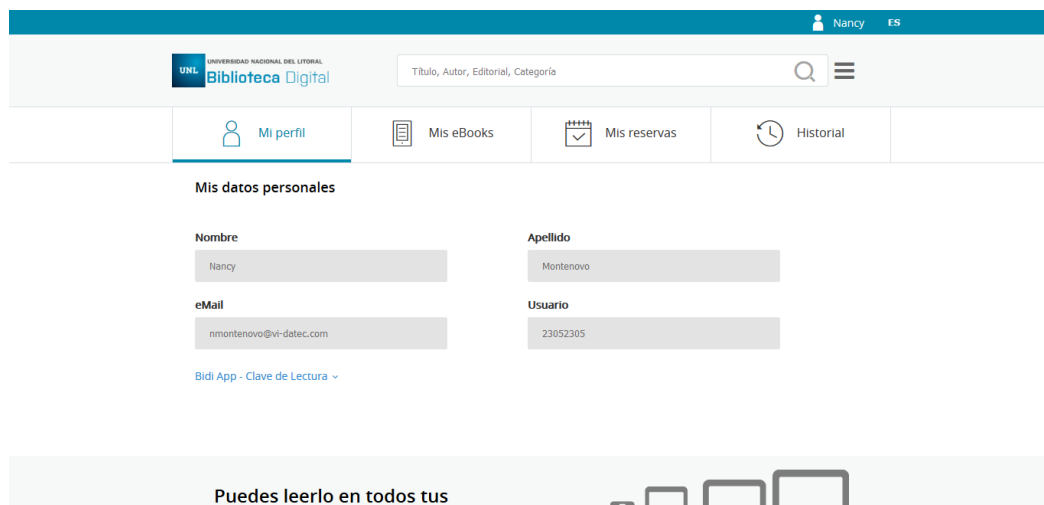 Nancy ES
UNL
UNIVERSIDAD NACIONAL DEL LITORAL
Biblioteca Digital
Título, Autor, Editorial, Categoría
Mi perfil Mis eBooks Mis reservas Historial
Mis datos personales
Nombre Apellido
Nancy Montenovo
eMail Usuario
nmontenovo@vi-datec.com 23052305
Bidi App - Clave de Lectura
Puedes leerlo en todos tus